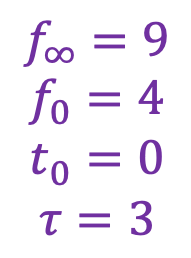 f∞ = 9
f₀ = 4
t₀ = 0
τ = 3